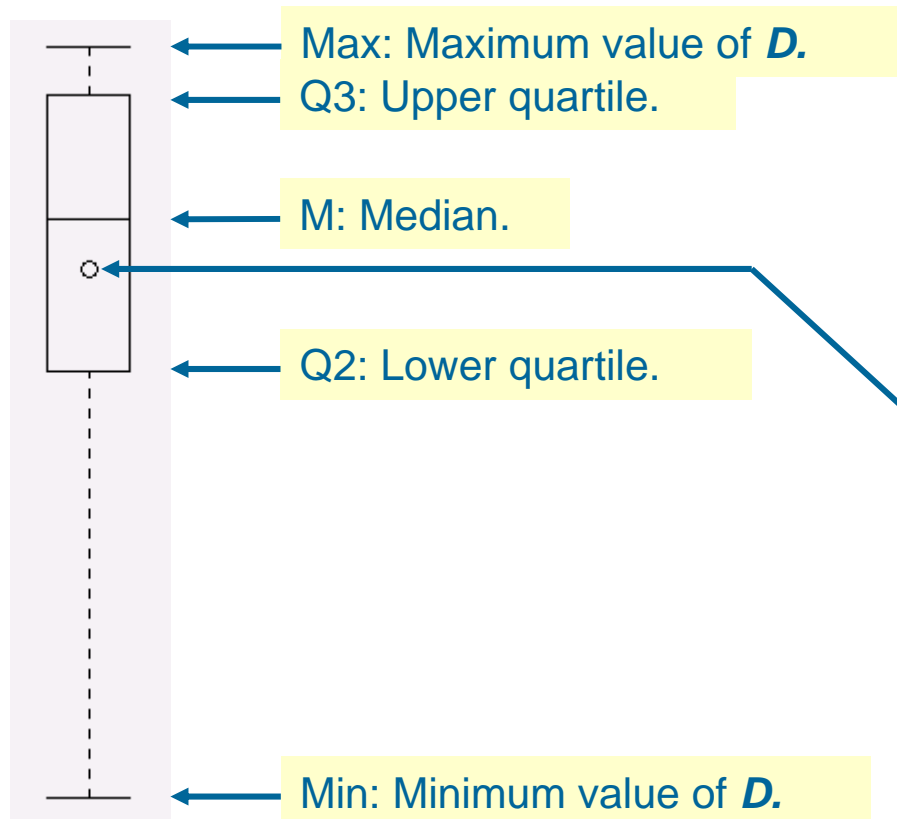 Max: Maximum value of D.
Q3: Upper quartile.
M: Median.
Q2: Lower quartile.
Min: Minimum value of D.